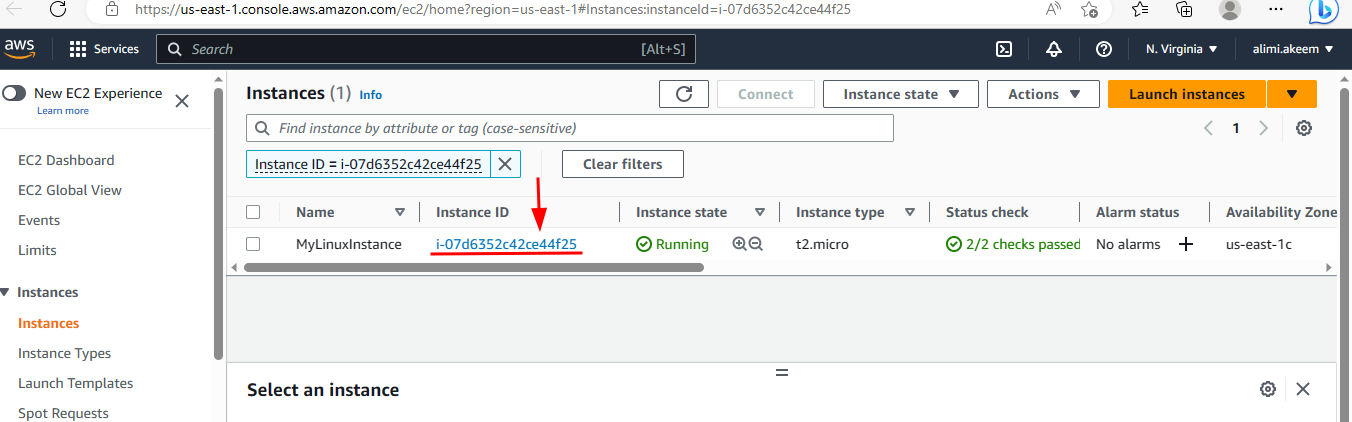 https://us-east-1.console.aws.amazon.com/ec2/home?region=us-east-1#Instances:instanceId=i-07d6352c42ce44f25
aws Services Search [Alt+S] N. Virginia alimi.akeem
New EC2 Experience
Learn more
EC2 Dashboard
EC2 Global View
Events
Limits
Instances
Instances
Instance Types
Launch Templates
Spot Requests
Instances (1) Info Connect Instance state Actions Launch instances
Find instance by attribute or tag (case-sensitive) 1
Instance ID = i-07d6352c42ce44f25 Clear filters
Name Instance ID Instance state Instance type Status check Alarm status Availability Zone
MyLinuxInstance i-07d6352c42ce44f25 Running t2.micro 2/2 checks passed No alarms us-east-1c
Select an instance